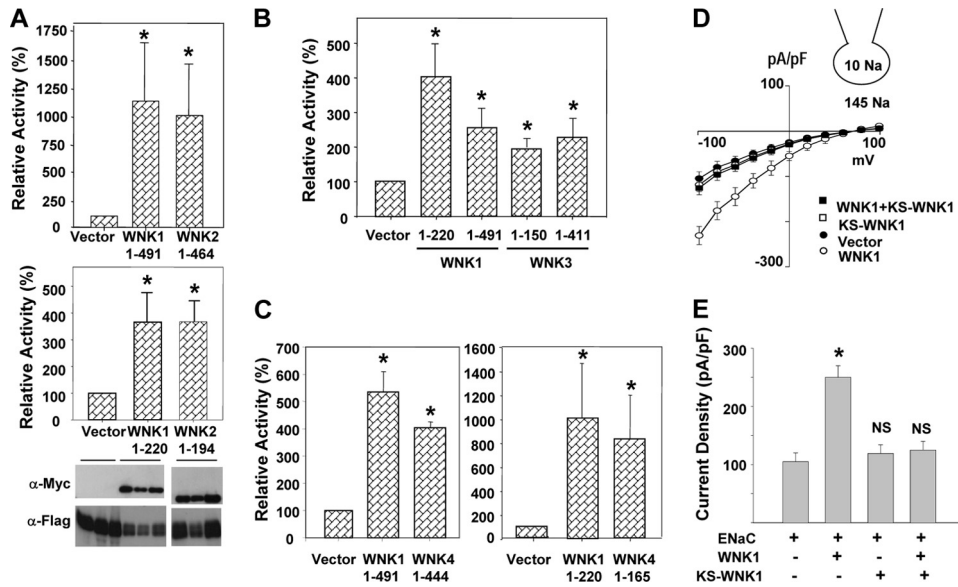 A
Relative Activity (%)
1750
1500
1250
1000
750
500
250
0
*
*
Vector WNK1 WNK2
1-491 1-464
Relative Activity (%)
500
400
300
200
100
0
*
*
Vector WNK1 WNK2
1-220 1-194
α-Myc
α-Flag
B
Relative Activity (%)
600
400
200
0
*
*
*
*
Vector 1-220 1-491 1-150 1-411
WNK1 WNK3
C
Relative Activity (%)
700
600
500
400
300
200
100
0
*
*
Vector WNK1 WNK4
1-491 1-444
1600
1400
1200
1000
800
600
400
200
0
*
*
Vector WNK1 WNK4
1-220 1-165
D
10 Na
145 Na
pA/pF
100
-100
100
mV
-300
WNK1+KS-WNK1
KS-WNK1
Vector
WNK1
E
Current Density (pA/pF)
300
200
100
*
NS
NS
ENaC + + + +
WNK1 - + - +
KS-WNK1 - - + +